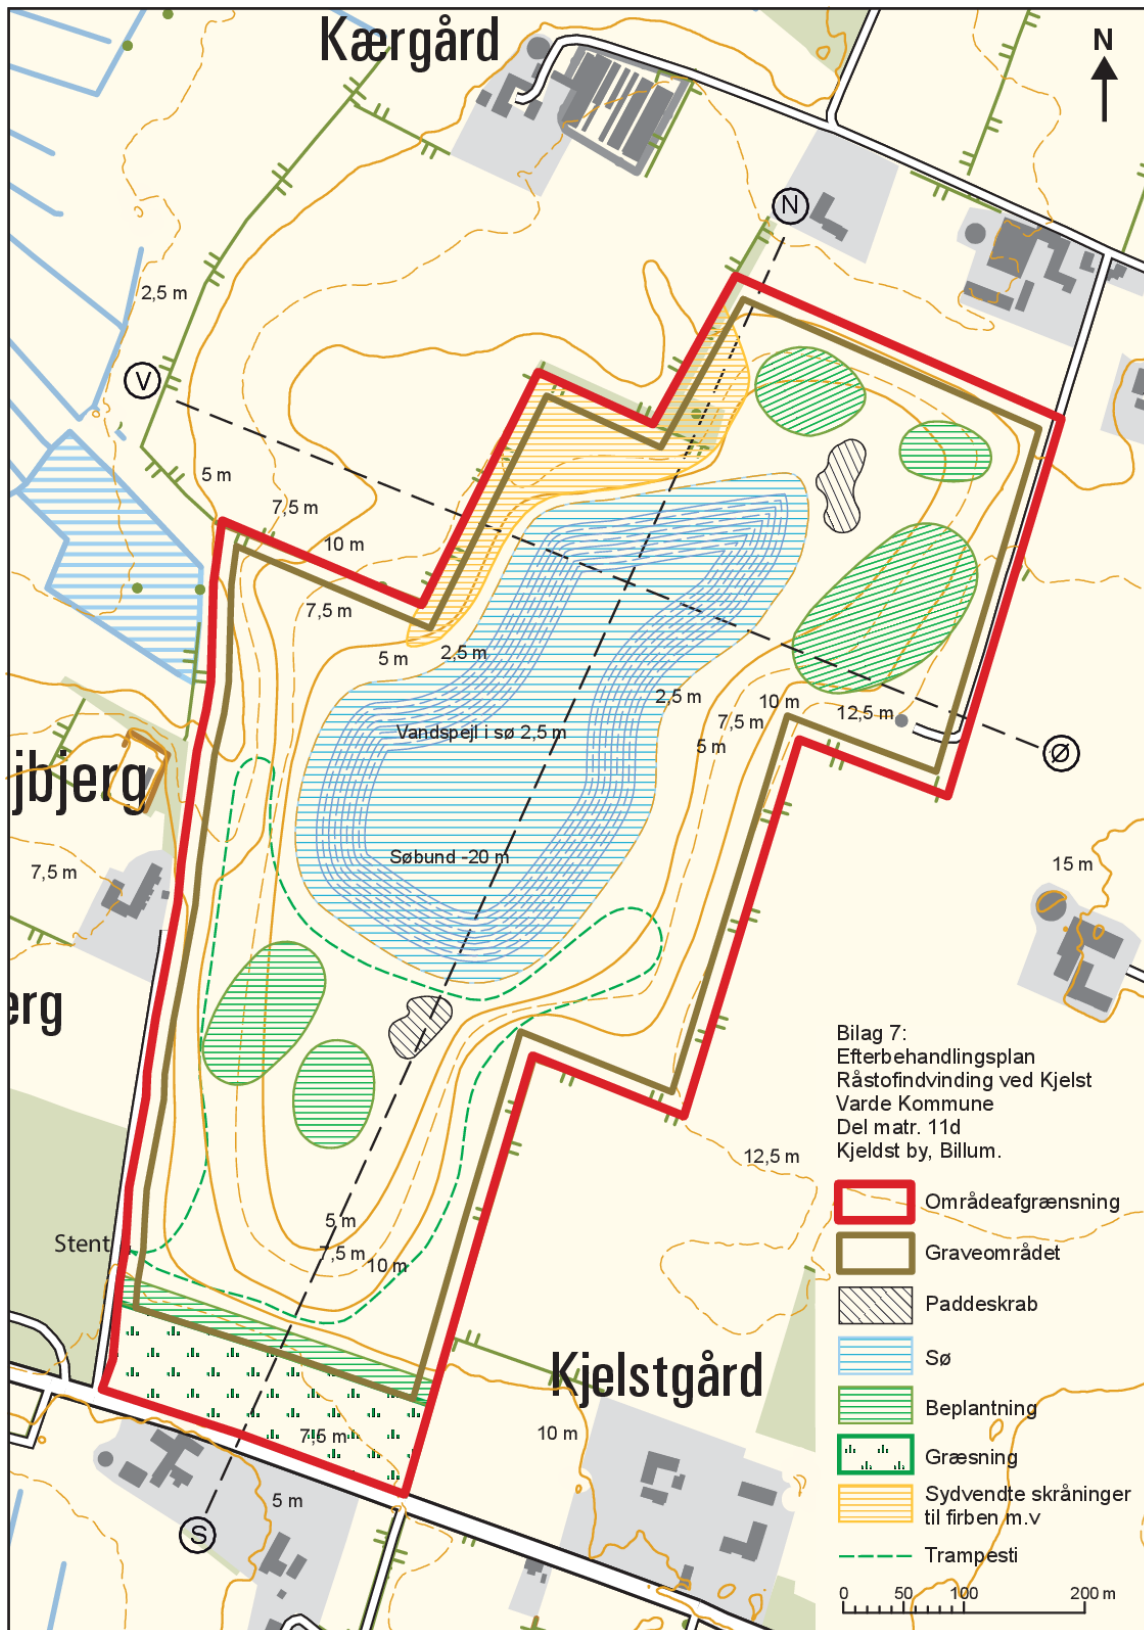 Kærgård
N
N
2,5 m
V
5 m
7,5 m
10 m
7,5 m
5 m
2,5 m
2,5 m
10 m
7,5 m
12,5 m
5 m
Vandspejl i sø 2,5 m
Ø
jbjerg
Søbund -20 m
7,5 m
15 m
erg
Bilag 7:
Efterbehandlingsplan
Råstofindvinding ved Kjelst
Varde Kommune
Del matr. 11d
Kjeldst by, Billum.
12,5 m
Områdeafgrænsning
5 m
Stent
7,5 m
10 m
Graveområdet
Paddeskrab
Sø
Kjelstgård
Beplantning
7,5 m
10 m
Græsning
5 m
Sydvendte skråninger
til firben m.v
S
Trampesti
0 50 100 200 m